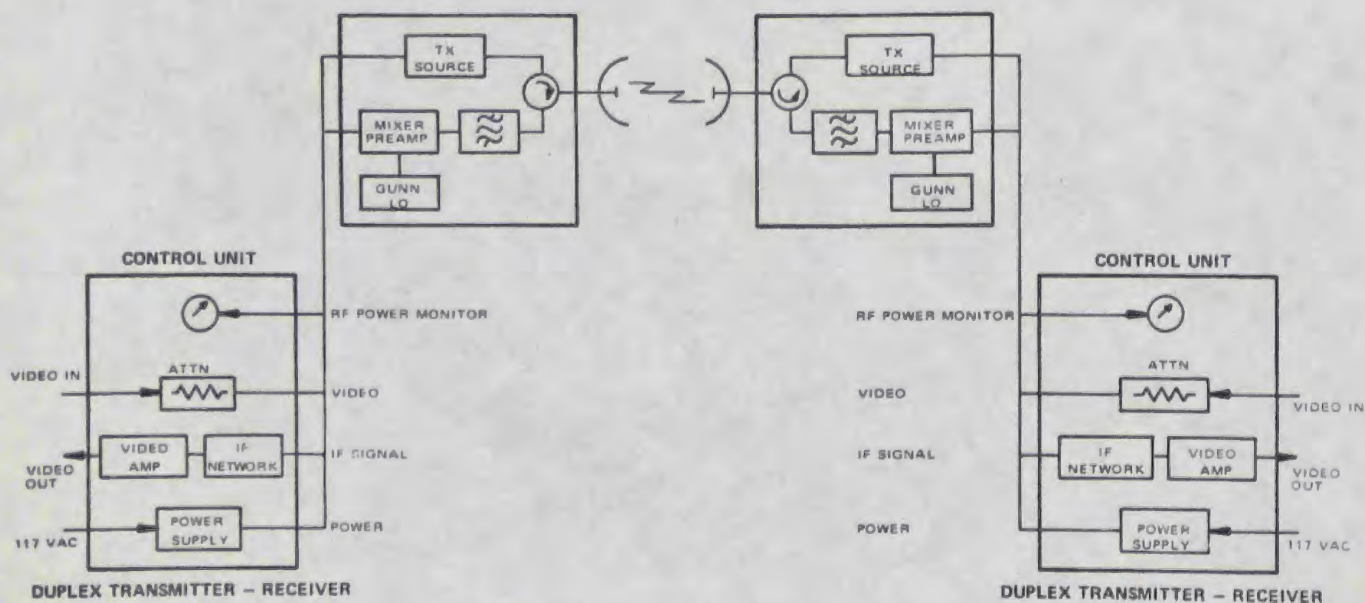 TX
SOURCE
MIXER
PREAMP
GUNN
LO
TX
SOURCE
MIXER
PREAMP
GUNN
LO
CONTROL UNIT
RF POWER MONITOR
VIDEO IN
ATTN
VIDEO
VIDEO
AMP
IF
NETWORK
IF SIGNAL
VIDEO
OUT
POWER
SUPPLY
POWER
117 VAC
DUPLEX TRANSMITTER – RECEIVER
CONTROL UNIT
RF POWER MONITOR
ATTN
VIDEO
VIDEO IN
IF SIGNAL
IF
NETWORK
VIDEO
AMP
VIDEO
OUT
POWER
POWER
SUPPLY
117 VAC
DUPLEX TRANSMITTER – RECEIVER